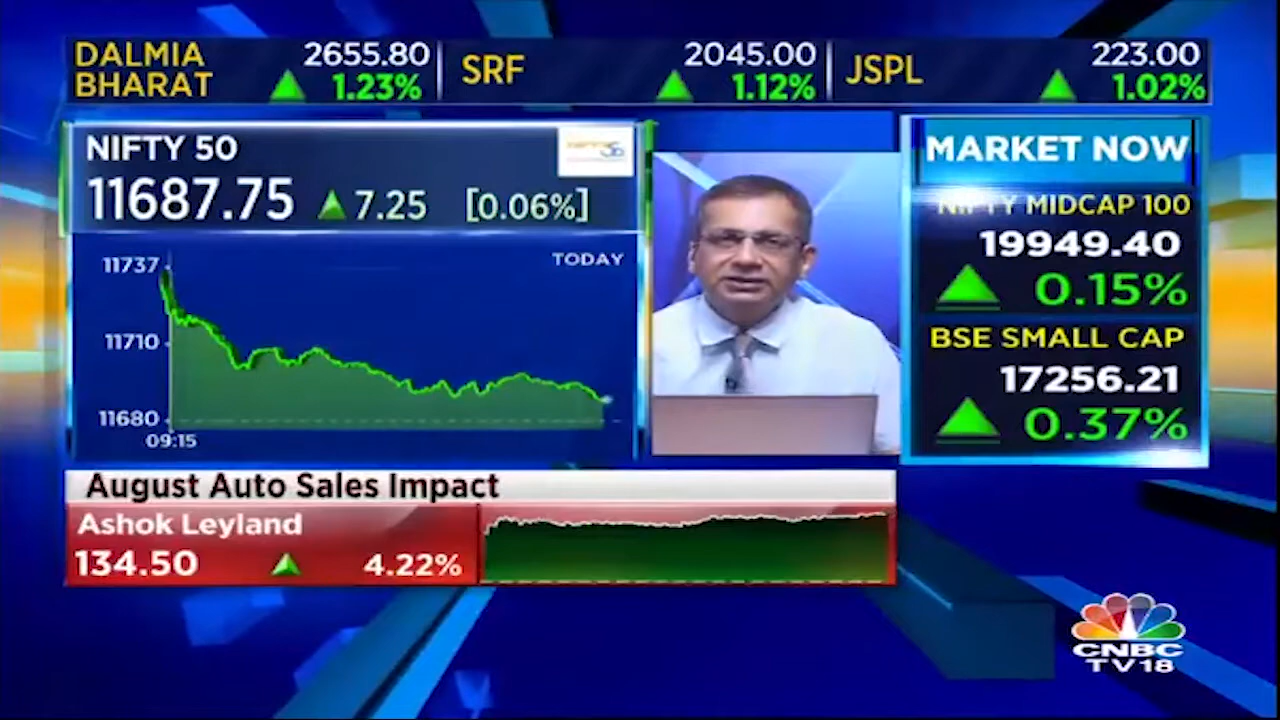 DALMIA BHARAT 2655.80 1.23%
SRF 2045.00 1.12%
JSPL 223.00 1.02%
NIFTY 50
11687.75 7.25 [0.06%]
TODAY
11737
11710
11680
09:15
MARKET NOW
NIFTY MIDCAP 100
19949.40
0.15%
BSE SMALL CAP
17256.21
0.37%
August Auto Sales Impact
Ashok Leyland
134.50 4.22%
CNBC
TV18